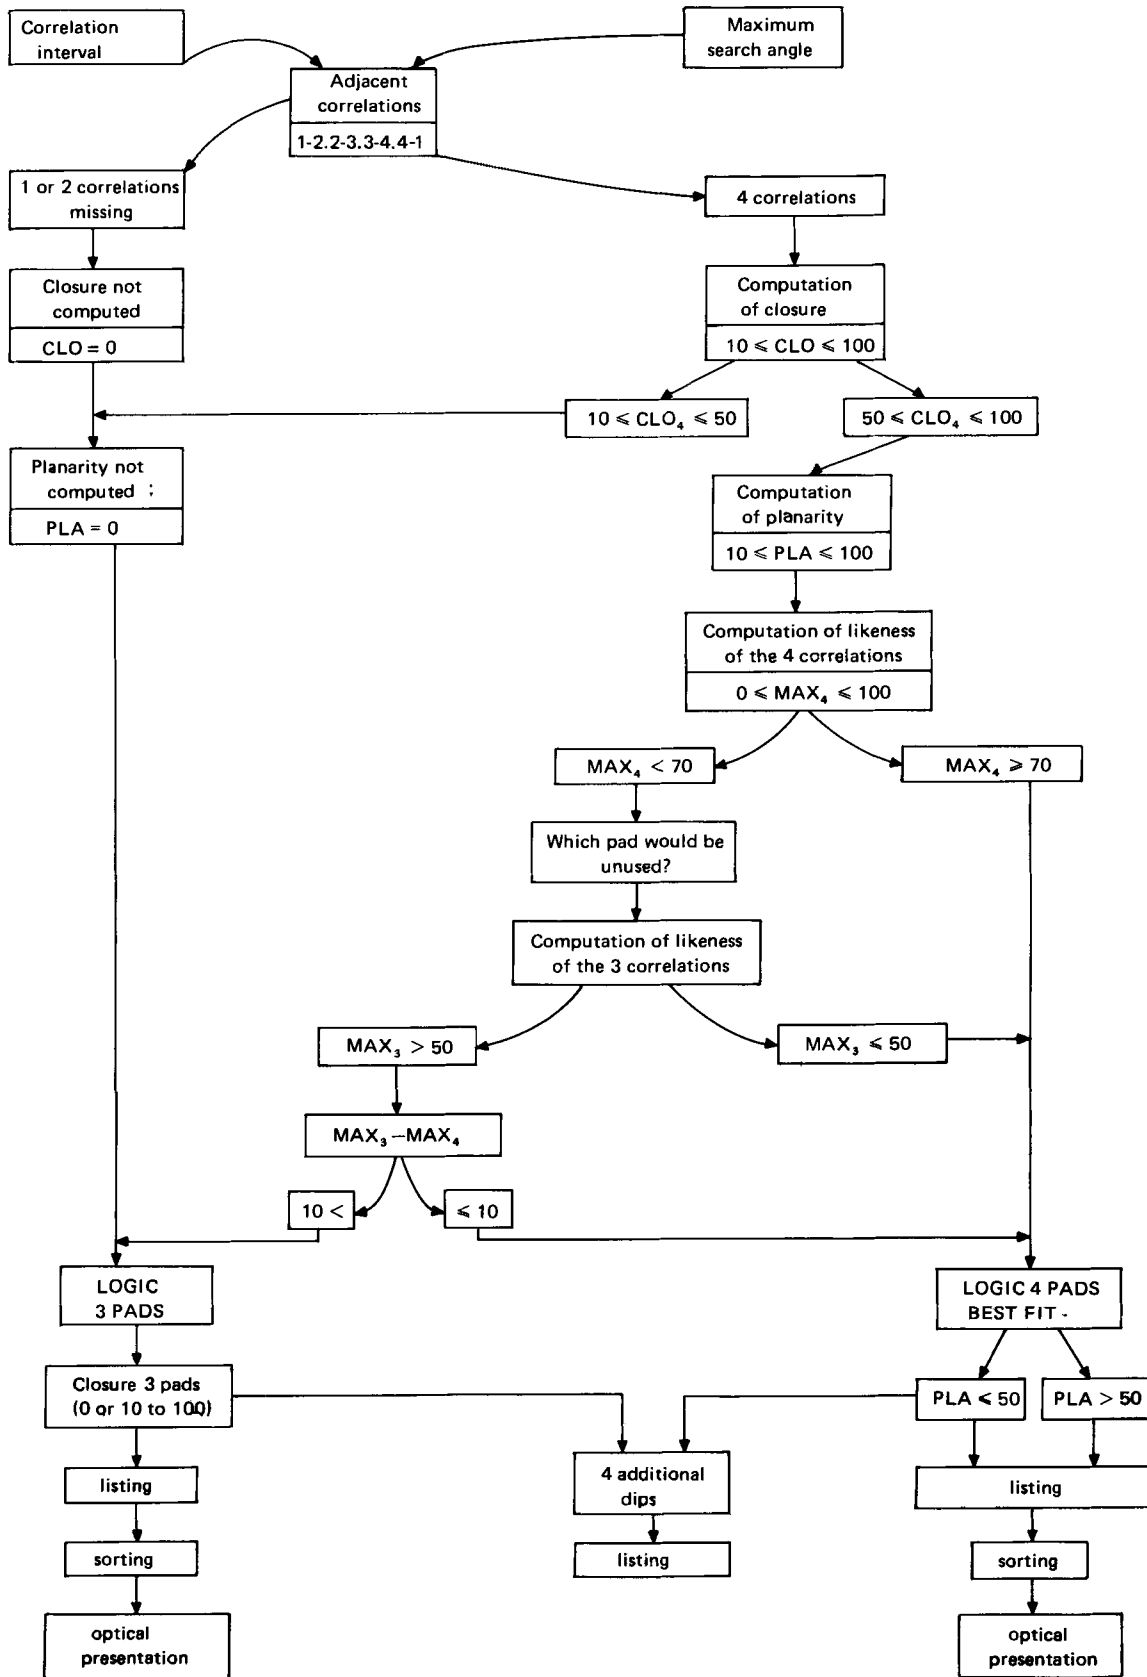 Correlation
interval
Maximum
search angle
Adjacent
correlations
1-2.2-3.3-4.4-1
1 or 2 correlations
missing
4 correlations
Closure not
computed
CLO = 0
Computation
of closure
10 ⩽ CLO ⩽ 100
10 ⩽ CLO₄ ⩽ 50
50 ⩽ CLO₄ ⩽ 100
Planarity not
computed :
PLA = 0
Computation
of planarity
10 ⩽ PLA ⩽ 100
Computation of likeness
of the 4 correlations
0 ⩽ MAX₄ ⩽ 100
MAX₄ < 70
MAX₄ ⩾ 70
Which pad would be
unused?
Computation of likeness
of the 3 correlations
MAX₃ > 50
MAX₃ ⩽ 50
MAX₃–MAX₄
10 <
⩽ 10
LOGIC
3 PADS
LOGIC 4 PADS
BEST FIT -
Closure 3 pads
(0 or 10 to 100)
PLA ⩽ 50
PLA > 50
listing
4 additional
dips
listing
sorting
listing
sorting
optical
presentation
optical
presentation